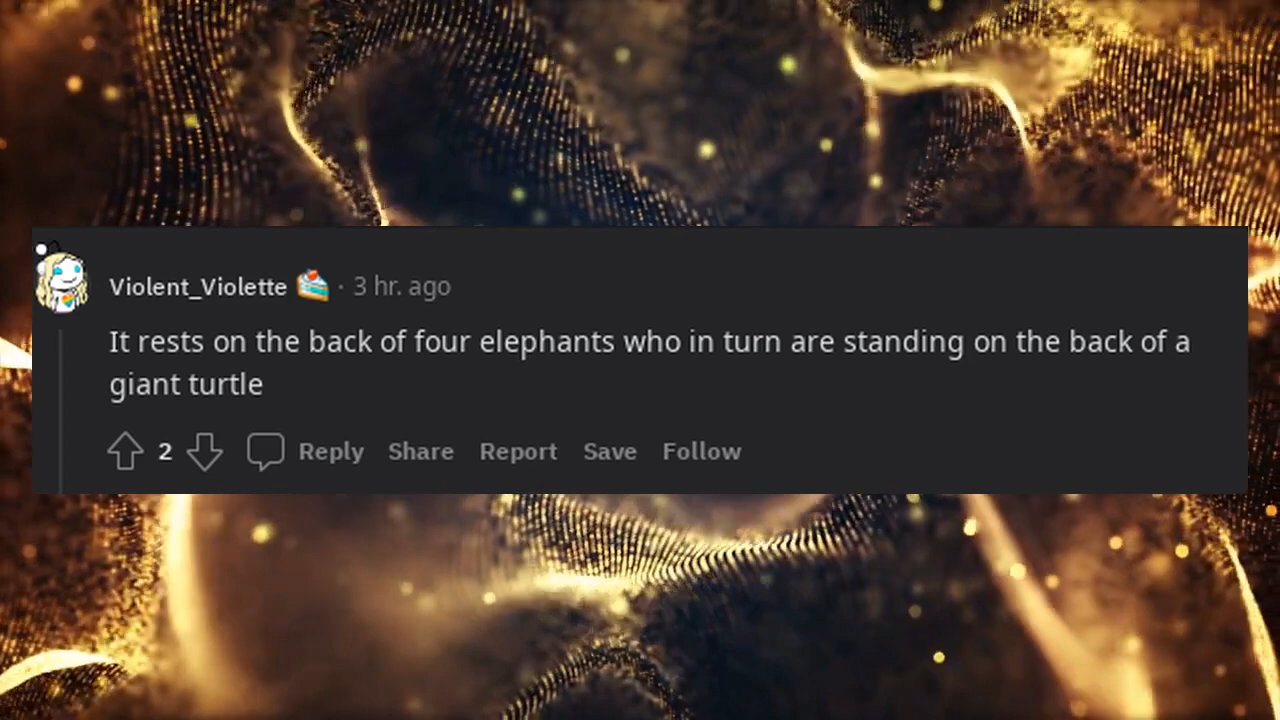 Violent_Violette · 3 hr. ago
It rests on the back of four elephants who in turn are standing on the back of a
giant turtle
2 Reply Share Report Save Follow